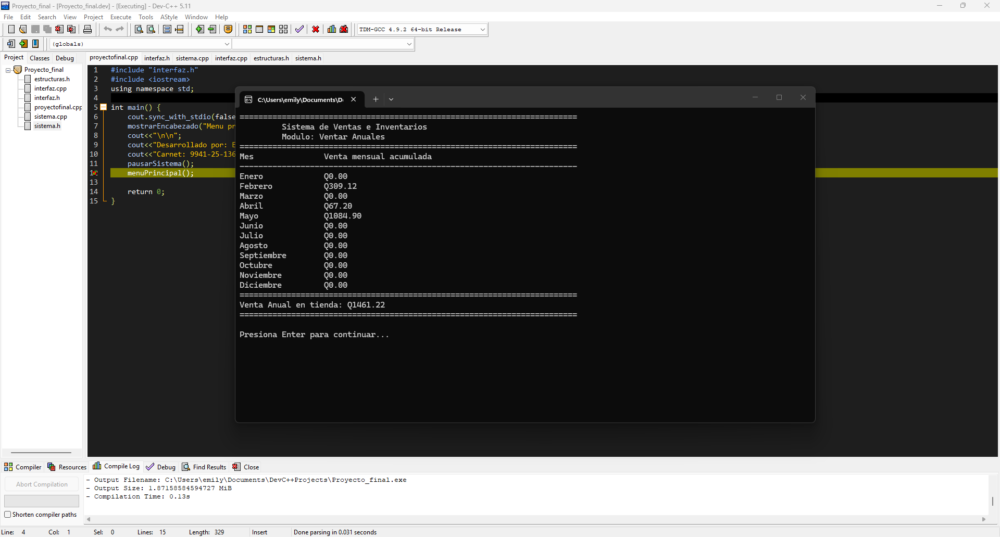 Proyecto_final - [Proyecto_final.dev] - [Executing] - Dev-C++ 5.11
File Edit Search View Project Execute Tools AStyle Window Help
TDM-GCC 4.9.2 64-bit Release
(globals)
Project Classes Debug
proyectofinal.cpp interfaz.h sistema.cpp interfaz.cpp estructuras.h sistema.h
Proyecto_final
estructuras.h
interfaz.cpp
interfaz.h
proyectofinal.cpp
sistema.cpp
sistema.h
1 #include "interfaz.h"
2 #include <iostream>
3 using namespace std;
4
5 int main() {
6 cout.sync_with_stdio(false
7 mostrarEncabezado("Menu pr
8 cout<<"\n\n";
9 cout<<"Desarrollado por: E
10 cout<<"Carnet: 9941-25-136
11 pausarSistema();
12 menuPrincipal();
13
14 return 0;
15 }
C:\Users\emily\Documents\D
========================================================================
Sistema de Ventas e Inventarios
Modulo: Ventar Anuales
========================================================================
Mes Venta mensual acumulada
------------------------------------------------------------------------
Enero Q0.00
Febrero Q309.12
Marzo Q0.00
Abril Q67.20
Mayo Q1084.90
Junio Q0.00
Julio Q0.00
Agosto Q0.00
Septiembre Q0.00
Octubre Q0.00
Noviembre Q0.00
Diciembre Q0.00
========================================================================
Venta Anual en tienda: Q1461.22
========================================================================
Presiona Enter para continuar...
Compiler Resources Compile Log Debug Find Results Close
Abort Compilation
Shorten compiler paths
- Output Filename: C:\Users\emily\Documents\DevC++Projects\Proyecto_final.exe
- Output Size: 1.87158584594727 MiB
- Compilation Time: 0.13s
Line: 4 Col: 1 Sel: 0 Lines: 15 Length: 329 Insert Done parsing in 0.031 seconds